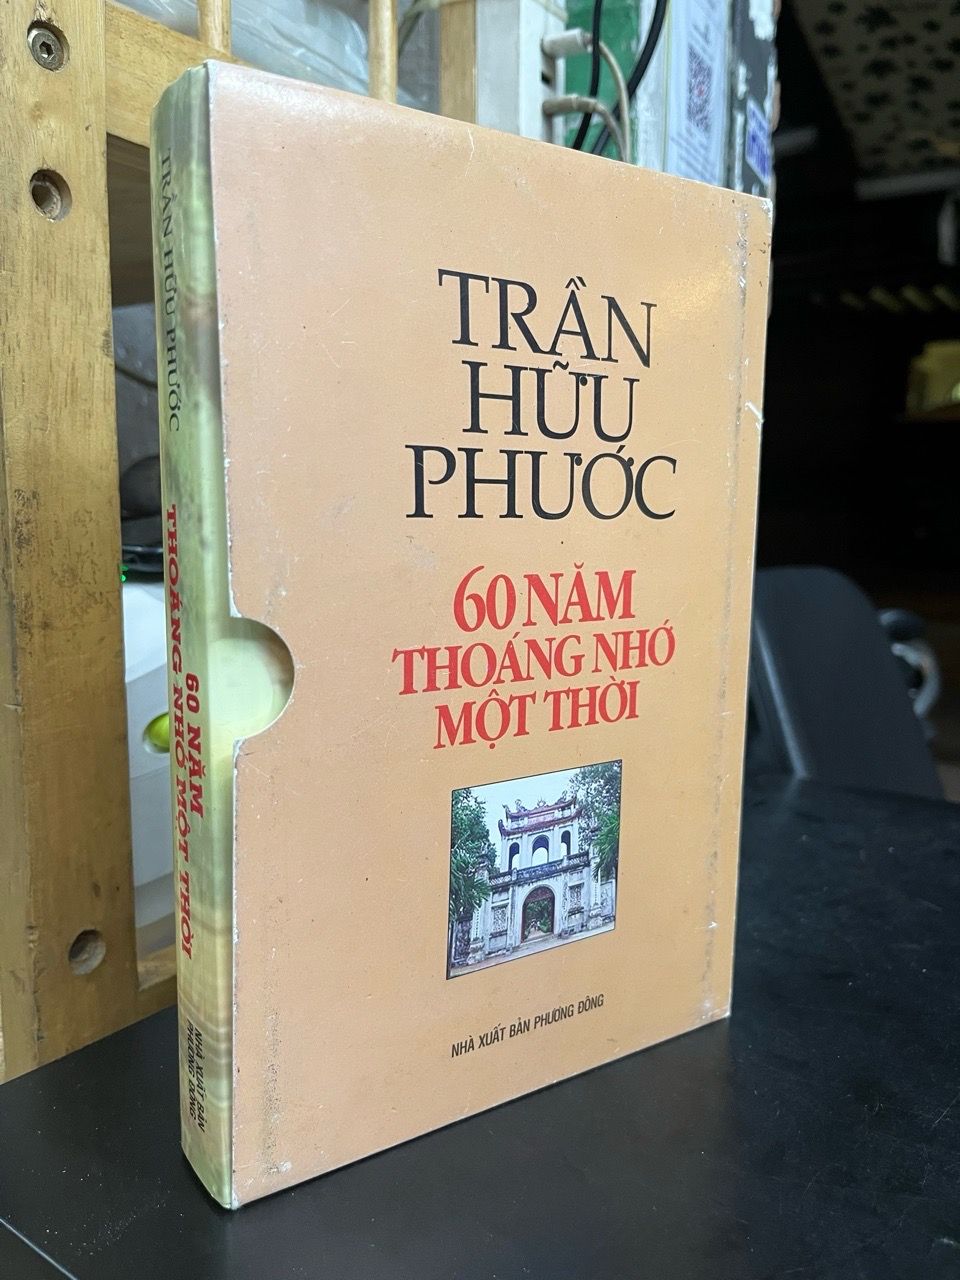 TRẦN
HỮU
PHƯỚC
60 NĂM
THOÁNG NHỚ
MỘT THỜI
NHÀ XUẤT BẢN PHƯƠNG ĐÔNG
TRẦN HỮU PHƯỚC
60 NĂM
THOÁNG NHỚ MỘT THỜI
NHÀ XUẤT BẢN
PHƯƠNG ĐÔNG